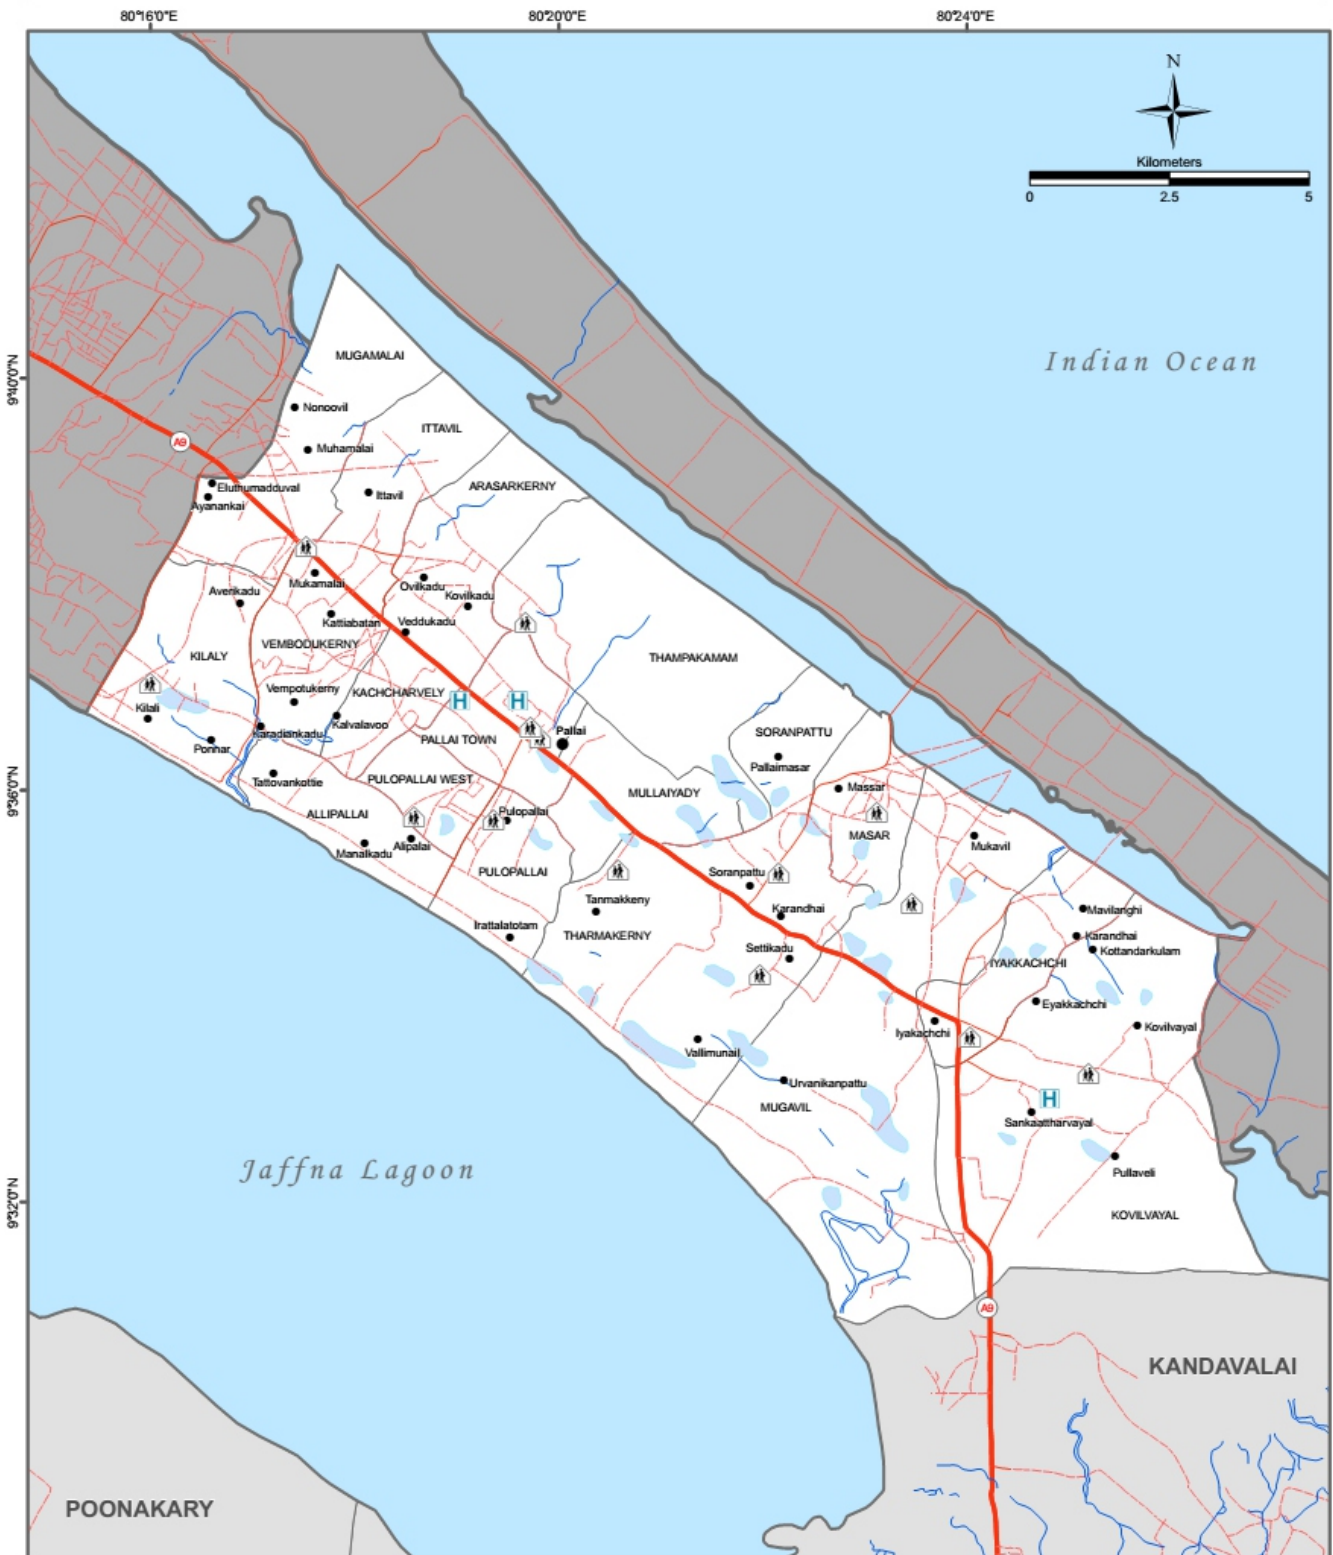 80°16'0"E
80°20'0"E
80°24'0"E
N
Kilometers
0 2.5 5
Indian Ocean
9°40'0"N
MUGAMALAI
Nonoovil
ITTAVIL
A9
Muhamalai
Eluthumadduval
Ittavil
ARASARKERNY
Ayanankai
Mukamalai
Ovilkadu
Averikadu
Kovilkadu
Kattiabatan
Veddukadu
VEMBODUKERNY
KILALY
THAMPAKAMAM
Vempotukerny
KACHCHARVELY
H
H
Kilali
Kalvalavoo
Karadiankadu
Pallai
SORANPATTU
Ponnar
PALLAI TOWN
Pallaimasar
Tattovankottie
PULOPALLAI WEST
9°36'0"N
MULLAIYADY
Massar
ALLIPALLAI
Pulopallai
MASAR
Mukavil
Manalkadu
Alipalai
PULOPALLAI
Soranpattu
Tanmakkeny
Karandhai
Mavilanghi
Irattalatotam
THARMAKERNY
Karandhai
Settikadu
Kottandarkulam
IYAKKACHCHI
Eyakkachchi
Iyakachchi
Kovilvayal
Vallimunail
Urvanikanpattu
H
MUGAVIL
Sankaattharvayal
Jaffna Lagoon
Pullaveli
9°32'0"N
KOVILVAYAL
A9
KANDAVALAI
POONAKARY